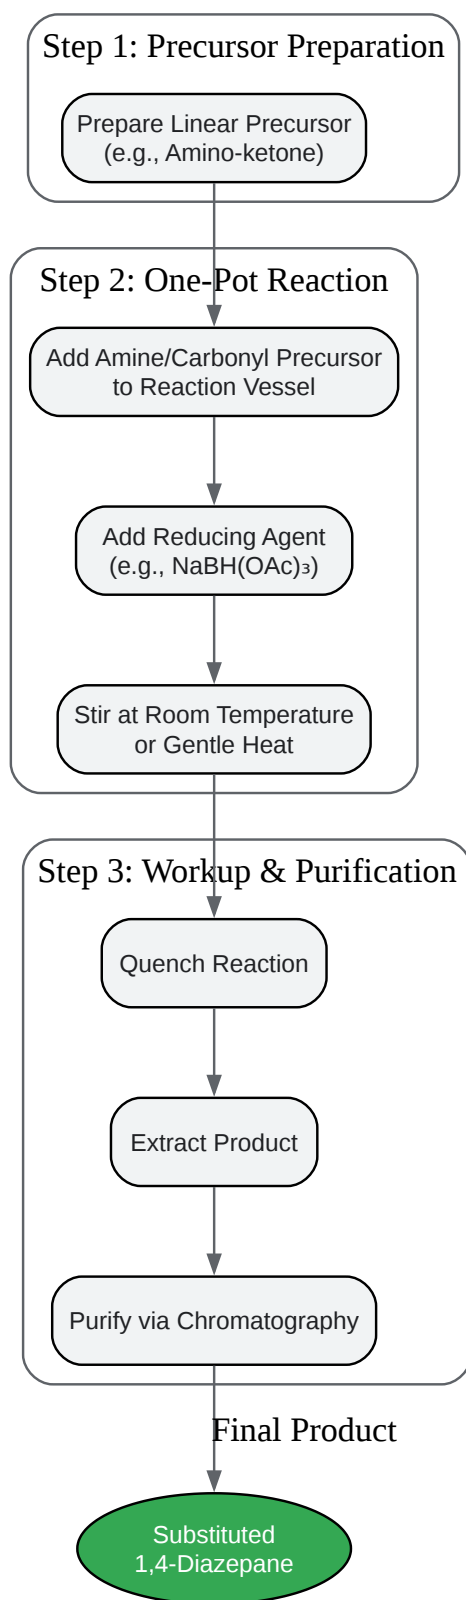 Step 1: Precursor Preparation
Prepare Linear Precursor
(e.g., Amino-ketone)
Step 2: One-Pot Reaction
Add Amine/Carbonyl Precursor
to Reaction Vessel
Add Reducing Agent
(e.g., NaBH(OAc)₃)
Stir at Room Temperature
or Gentle Heat
Step 3: Workup & Purification
Quench Reaction
Extract Product
Purify via Chromatography
Final Product
Substituted
1,4-Diazepane